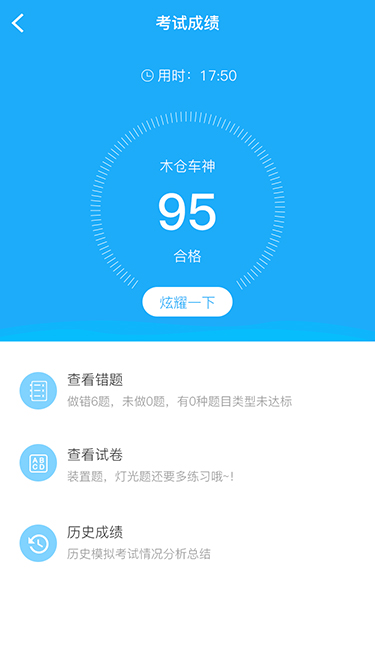 考试成绩
用时：17:50
木仓车神
95
合格
炫耀一下
查看错题
做错6题，未做0题，有0种题目类型未达标
AB
CD
查看试卷
装置题，灯光题还要多练习哦~!
历史成绩
历史模拟考试情况分析总结